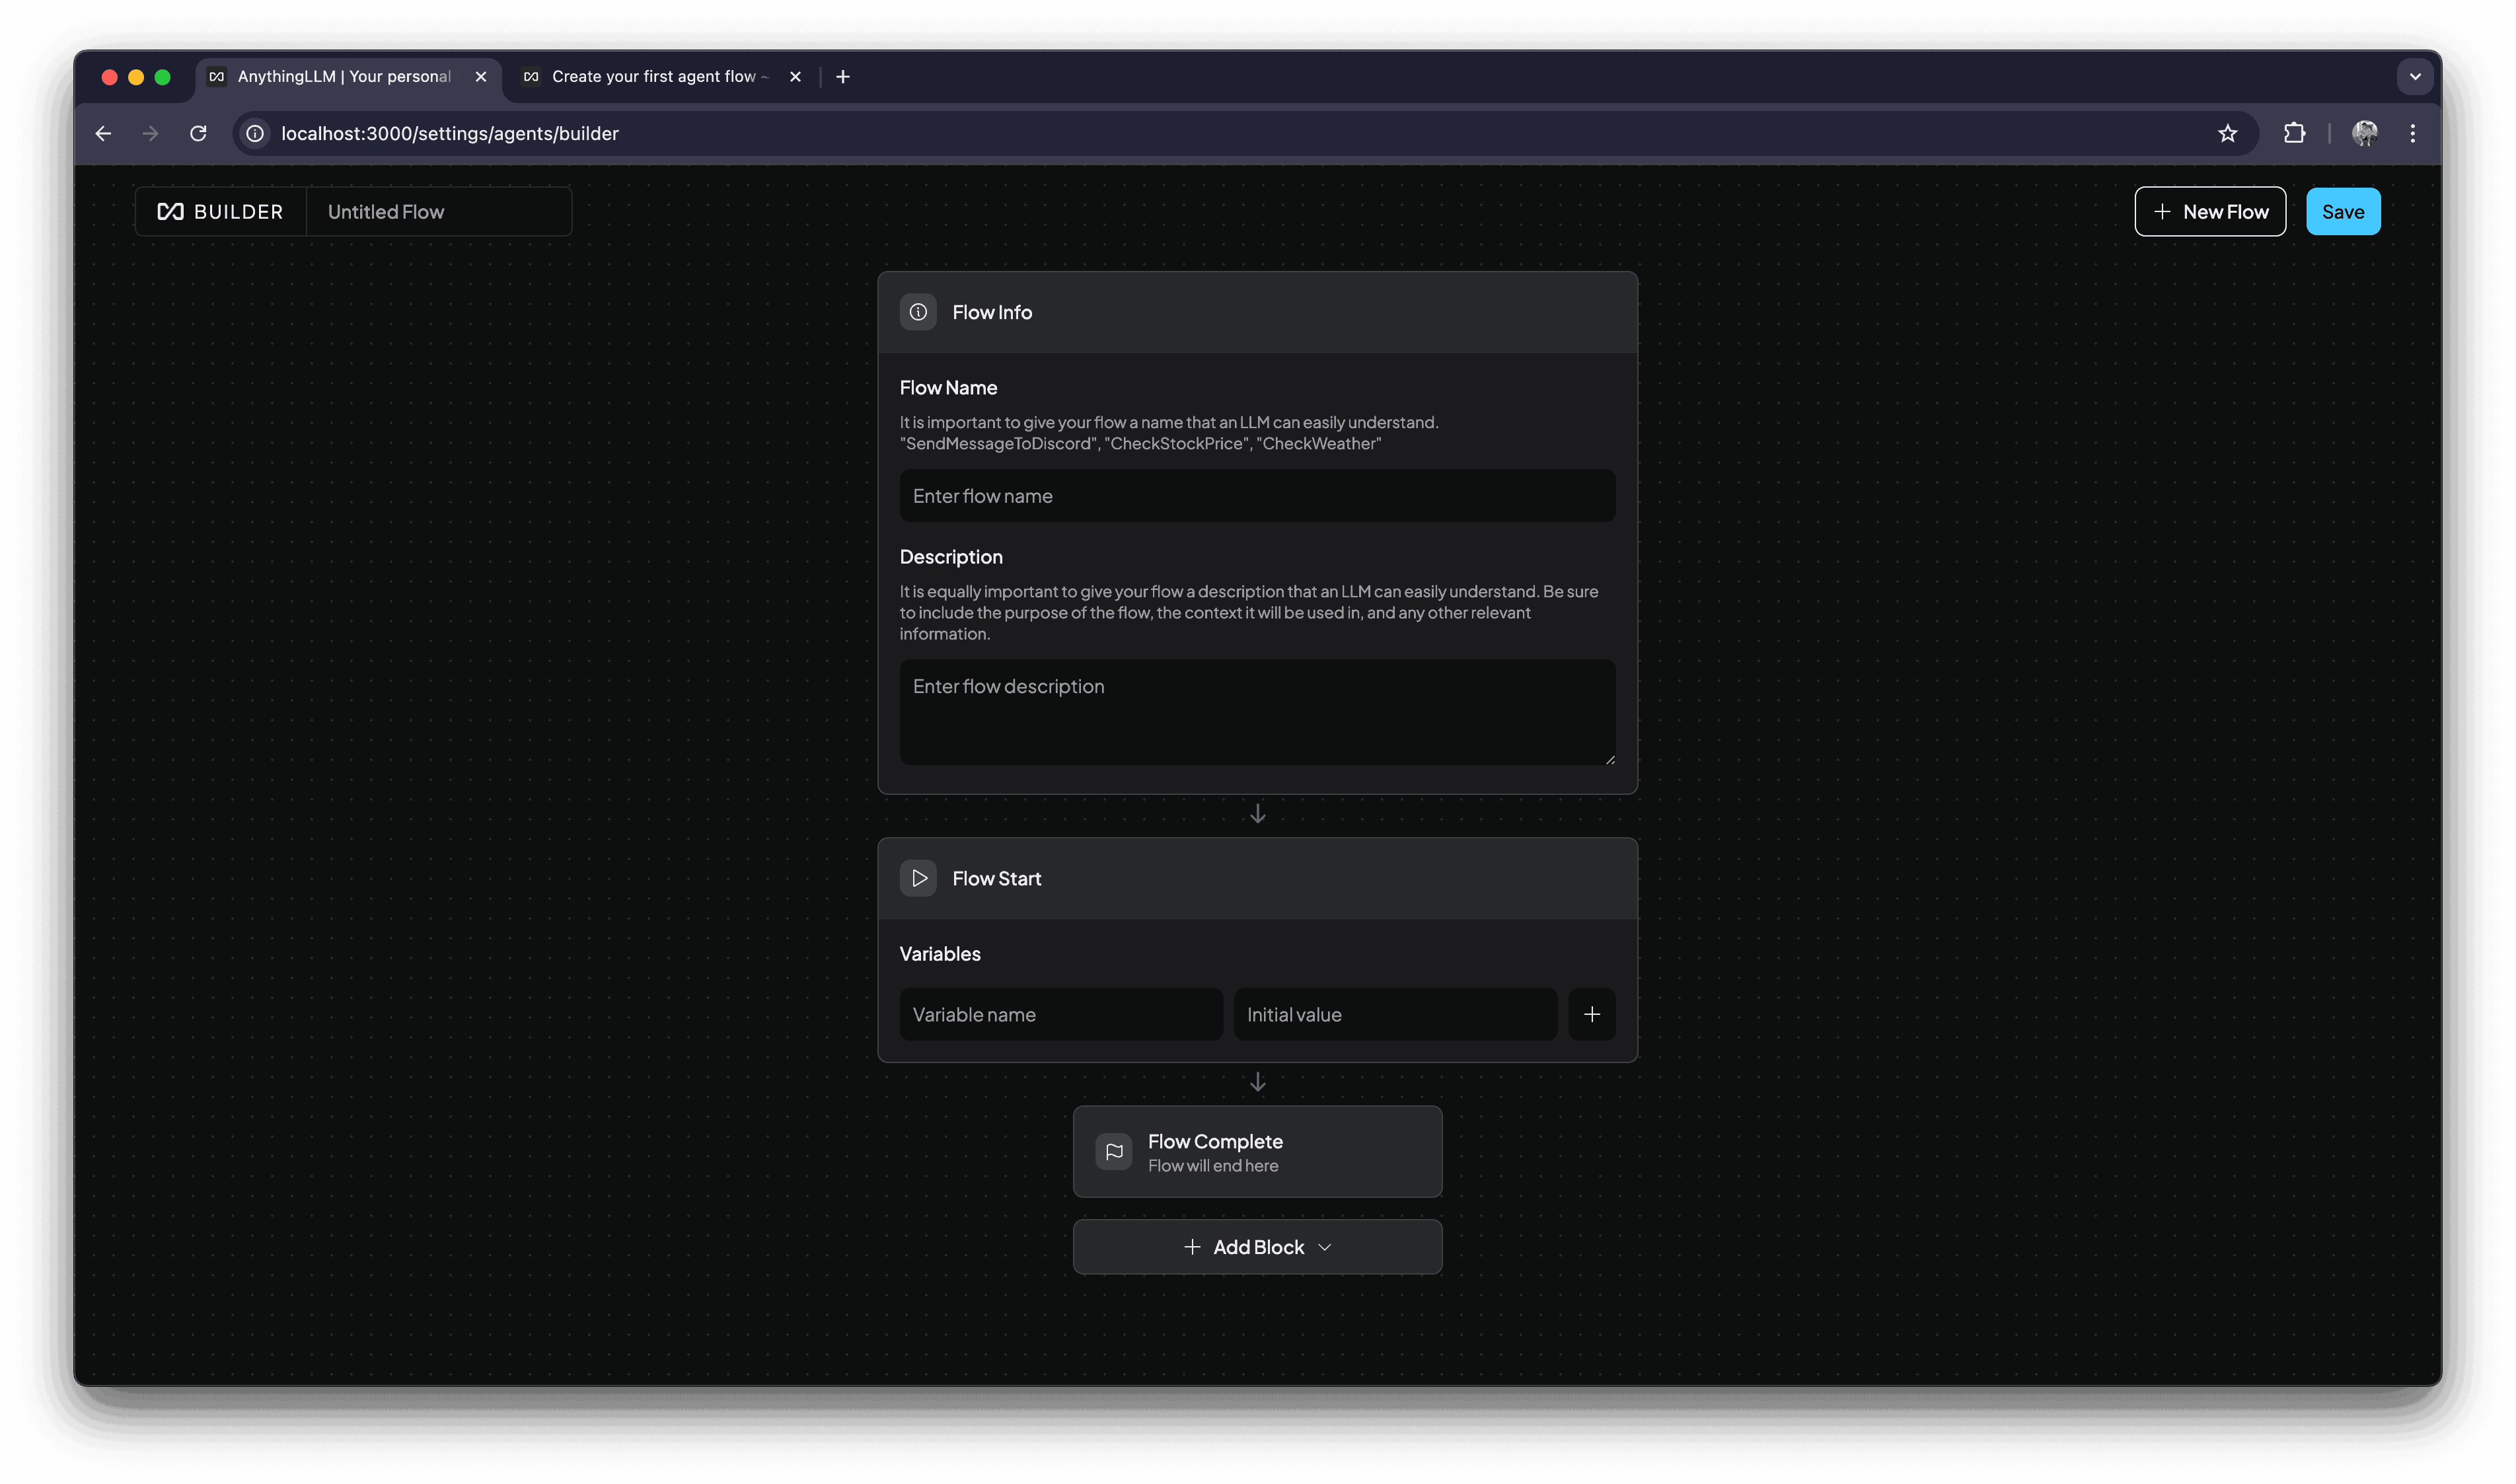 AnythingLLM | Your personal
Create your first agent flow ~
localhost:3000/settings/agents/builder
BUILDER
Untitled Flow
New Flow
Save
Flow Info
Flow Name
It is important to give your flow a name that an LLM can easily understand.
"SendMessageToDiscord", "CheckStockPrice", "CheckWeather"
Enter flow name
Description
It is equally important to give your flow a description that an LLM can easily understand. Be sure
to include the purpose of the flow, the context it will be used in, and any other relevant
information.
Enter flow description
Flow Start
Variables
Variable name
Initial value
Flow Complete
Flow will end here
Add Block